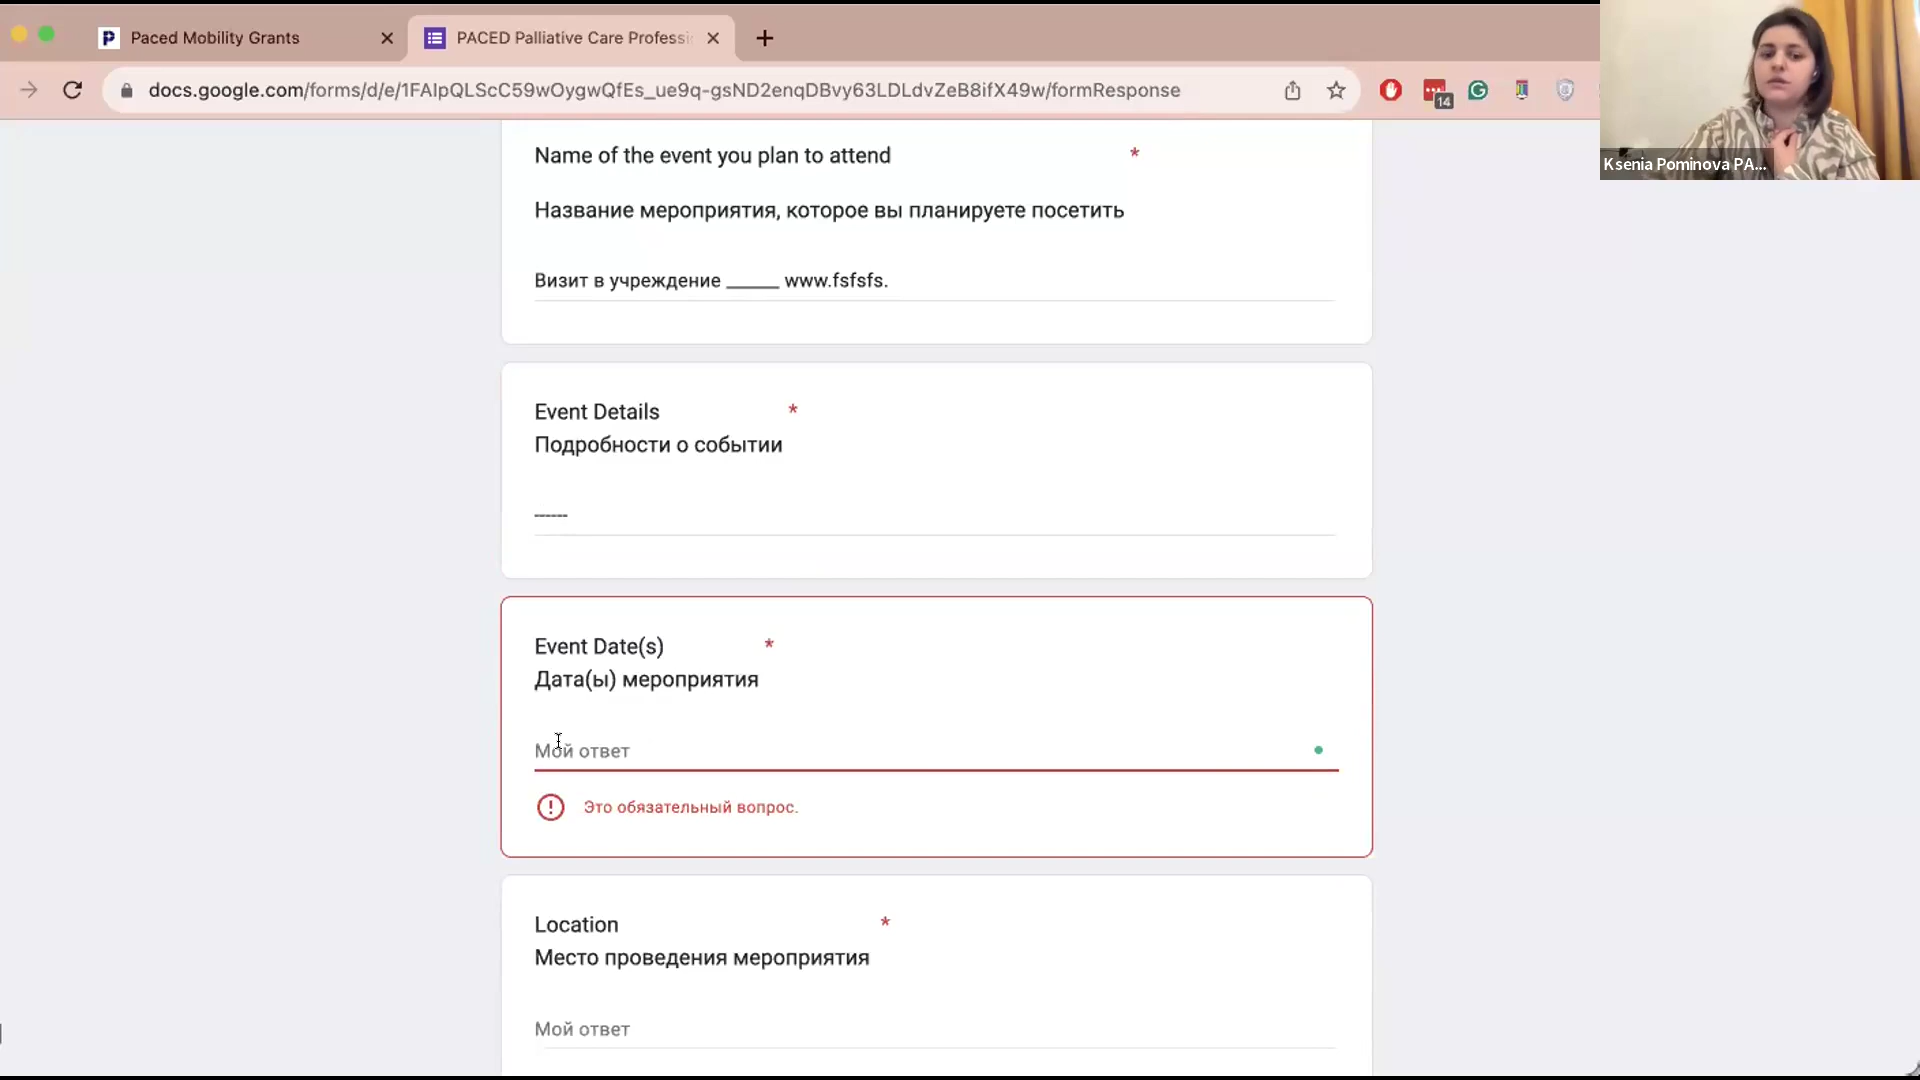 Paced Mobility Grants
PACED Palliative Care Professi
docs.google.com/forms/d/e/1FAIpQLScC59wOygwQfEs_ue9q-gsND2enqDBvy63LDLdvZeB8ifX49w/formResponse
14
Ksenia Pominova PA...
Name of the event you plan to attend *
Название мероприятия, которое вы планируете посетить
Визит в учреждение ______ www.fsfsfs.
Event Details *
Подробности о событии
------
Event Date(s) *
Дата(ы) мероприятия
Мой ответ
Это обязательный вопрос.
Location *
Место проведения мероприятия
Мой ответ